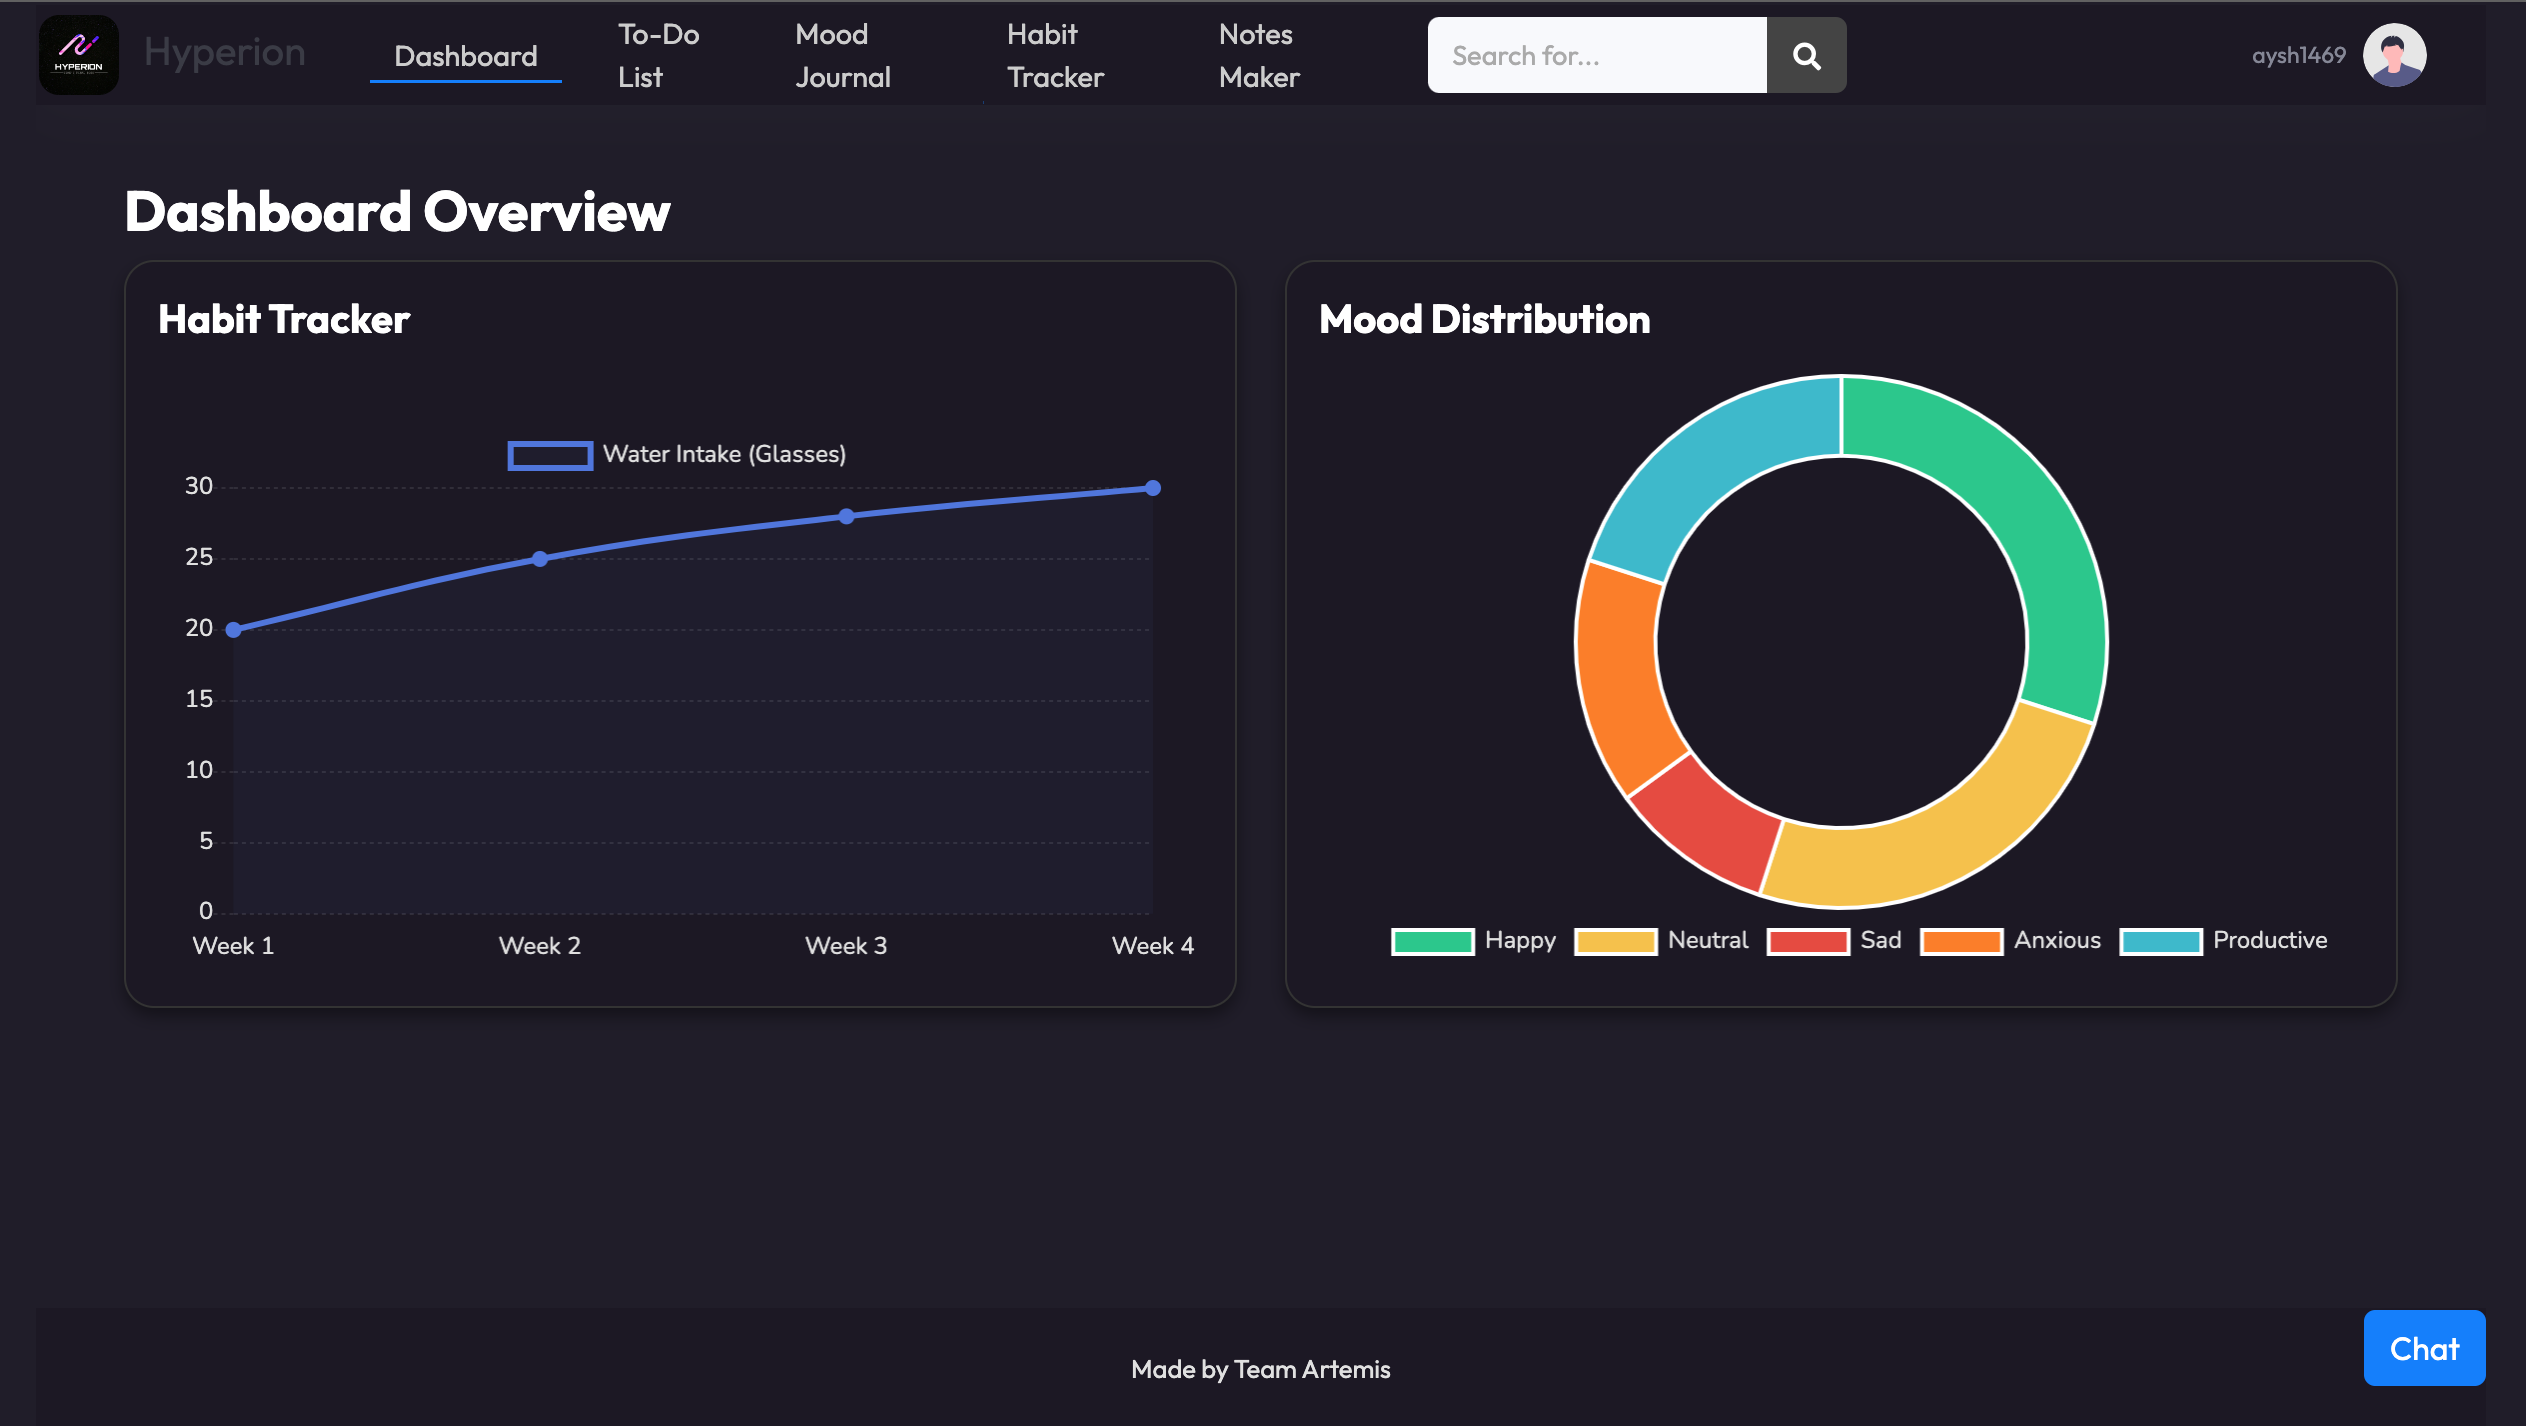 HYPERION
Hyperion
Dashboard
To-Do
List
Mood
Journal
Habit
Tracker
Notes
Maker
Search for...
aysh1469
Dashboard Overview
Habit Tracker
Water Intake (Glasses)
30
25
20
15
10
5
0
Week 1 Week 2 Week 3 Week 4
Mood Distribution
Happy Neutral Sad Anxious Productive
Made by Team Artemis
Chat